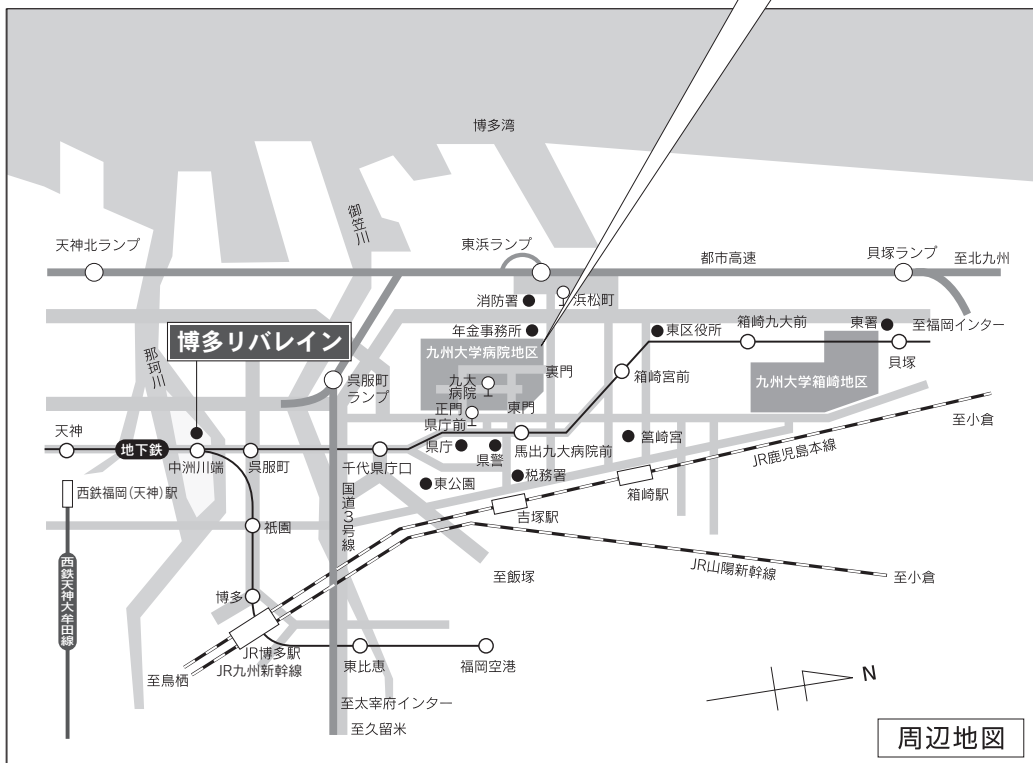 博多湾
御笠川
天神北ランプ
東浜ランプ
都市高速
貝塚ランプ
至北九州
消防署
浜松町
年金事務所
東区役所
箱崎九大前
東署
至福岡インター
博多リバレイン
那珂川
九州大学病院地区
裏門
貝塚
呉服町
ランプ
九大
病院
箱崎宮前
九州大学箱崎地区
正門
東門
県庁前
至小倉
天神
地下鉄
中洲川端
呉服町
千代県庁口
県庁
県警
馬出九大病院前
筥崎宮
JR鹿児島本線
西鉄福岡(天神)駅
東公園
税務署
箱崎駅
国道3号線
吉塚駅
祇園
西鉄天神大牟田線
至飯塚
JR山陽新幹線
至小倉
博多
JR博多駅
JR九州新幹線
東比恵
福岡空港
至鳥栖
N
至太宰府インター
至久留米
周辺地図